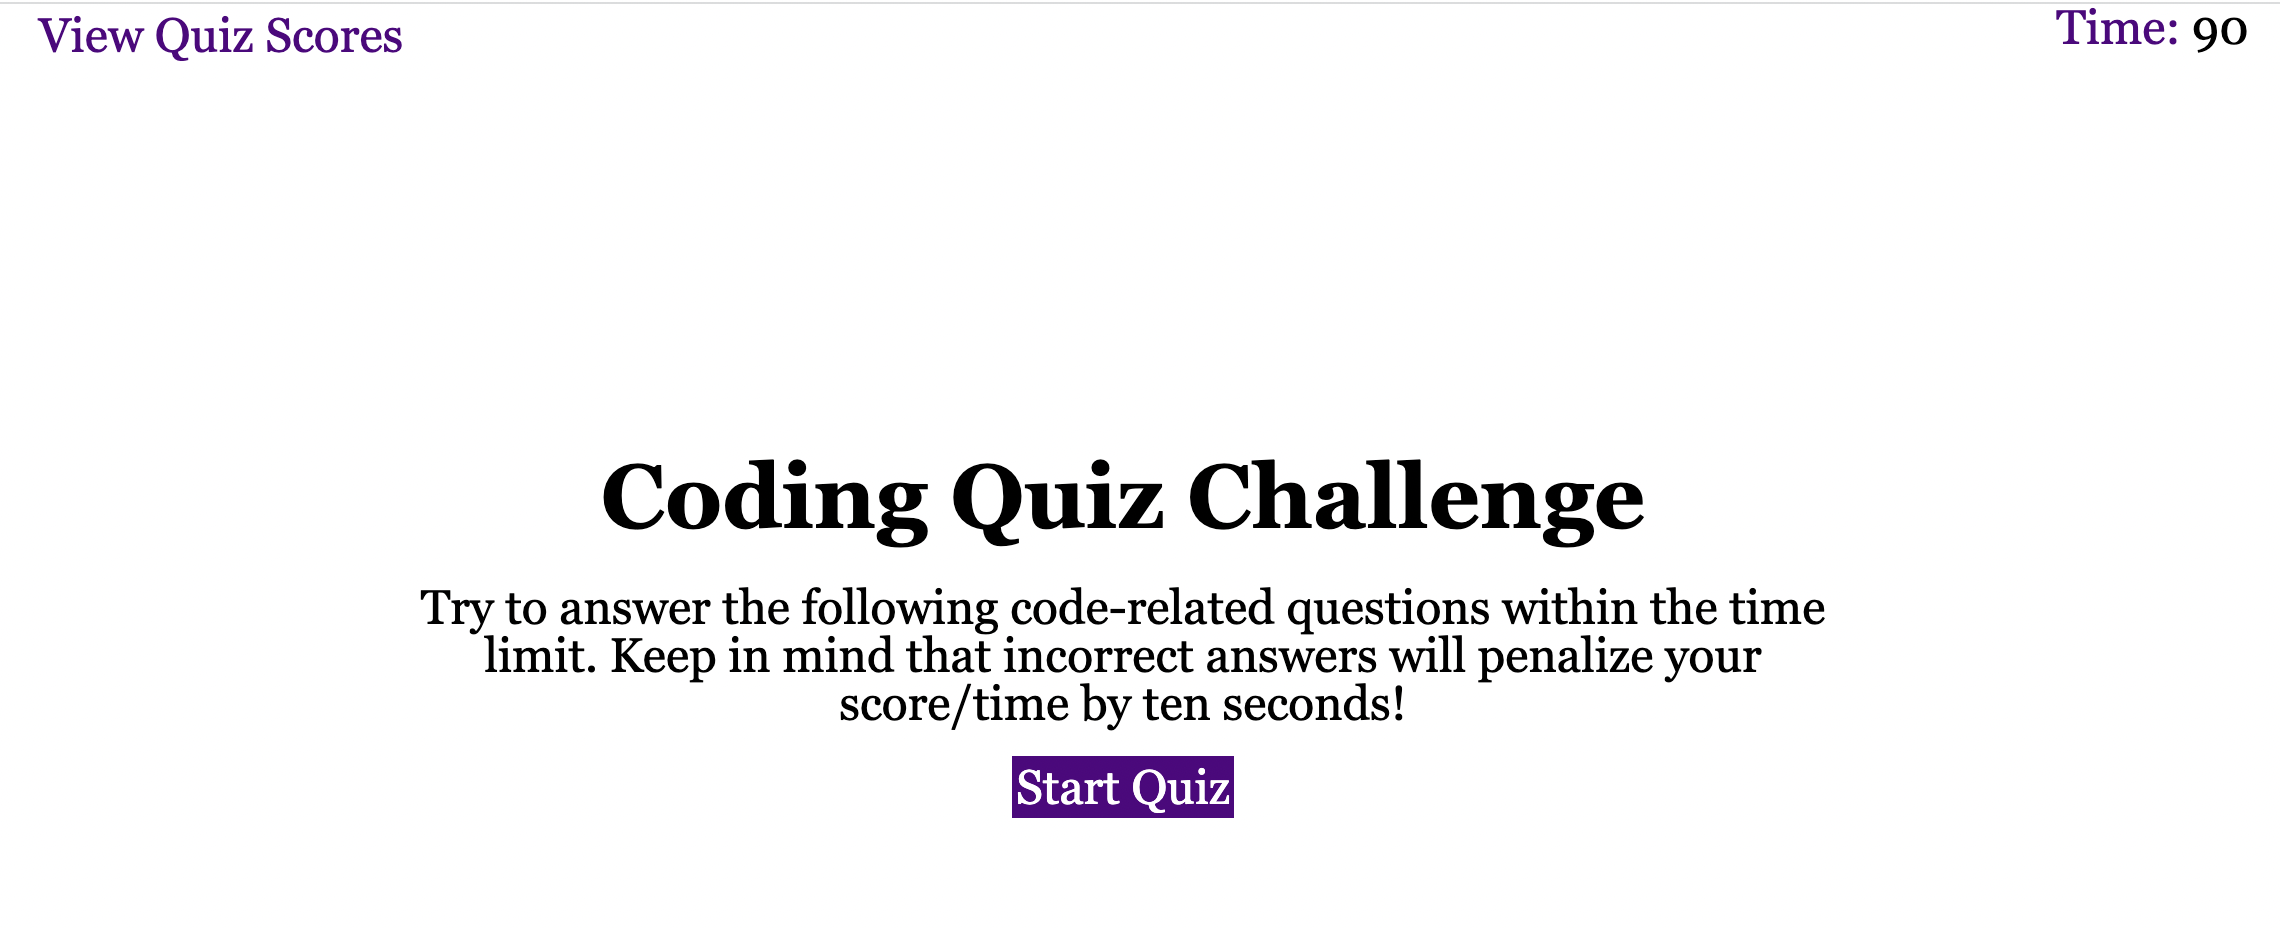 View Quiz Scores
Time: 90
Coding Quiz Challenge
Try to answer the following code-related questions within the time
limit. Keep in mind that incorrect answers will penalize your
score/time by ten seconds!
Start Quiz